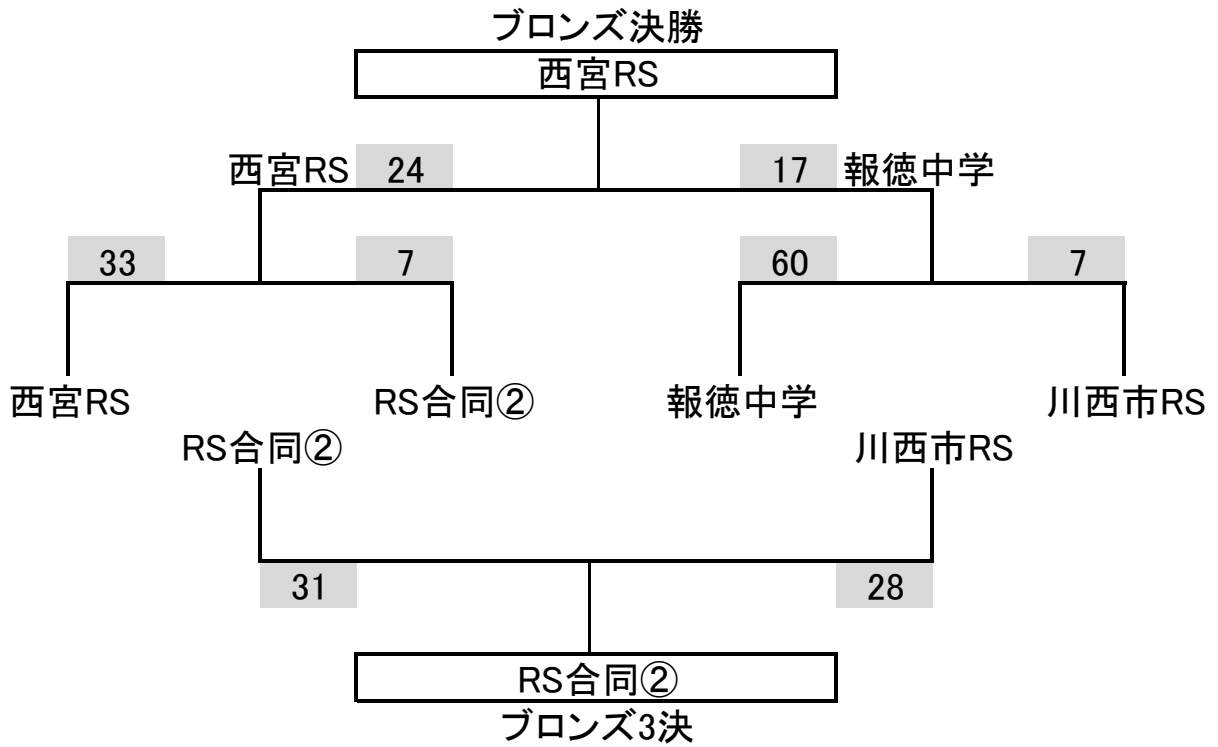 ブロンズ決勝
西宮RS
西宮RS 24 17 報徳中学
33 7 60 7
西宮RS RS合同② 報徳中学 川西市RS
RS合同② 川西市RS
31 28
RS合同②
ブロンズ3決